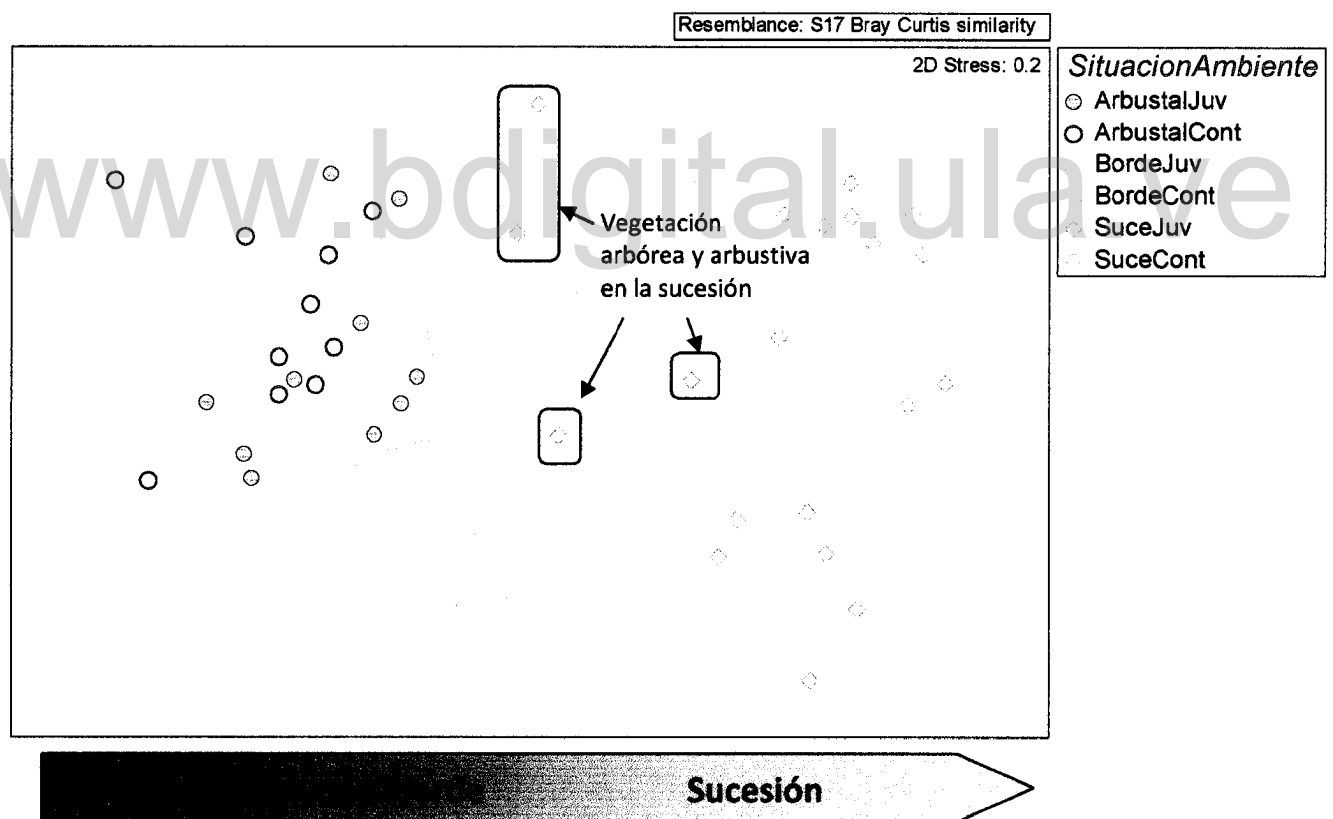 Resemblance: S17 Bray Curtis similarity
2D Stress: 0.2
SituacionAmbiente
ArbustalJuv
ArbustalCont
BordeJuv
BordeCont
SuceJuv
SuceCont
www.bdigital.ula.ve
Vegetación
arbórea y arbustiva
en la sucesión
Sucesión